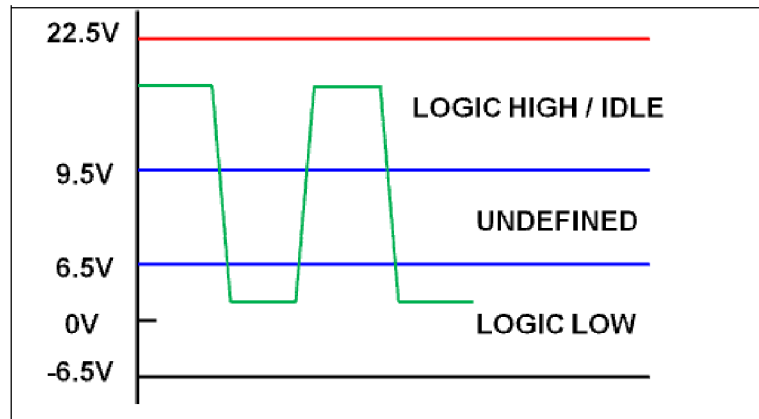 22.5V
LOGIC HIGH / IDLE
9.5V
UNDEFINED
6.5V
0V
LOGIC LOW
-6.5V